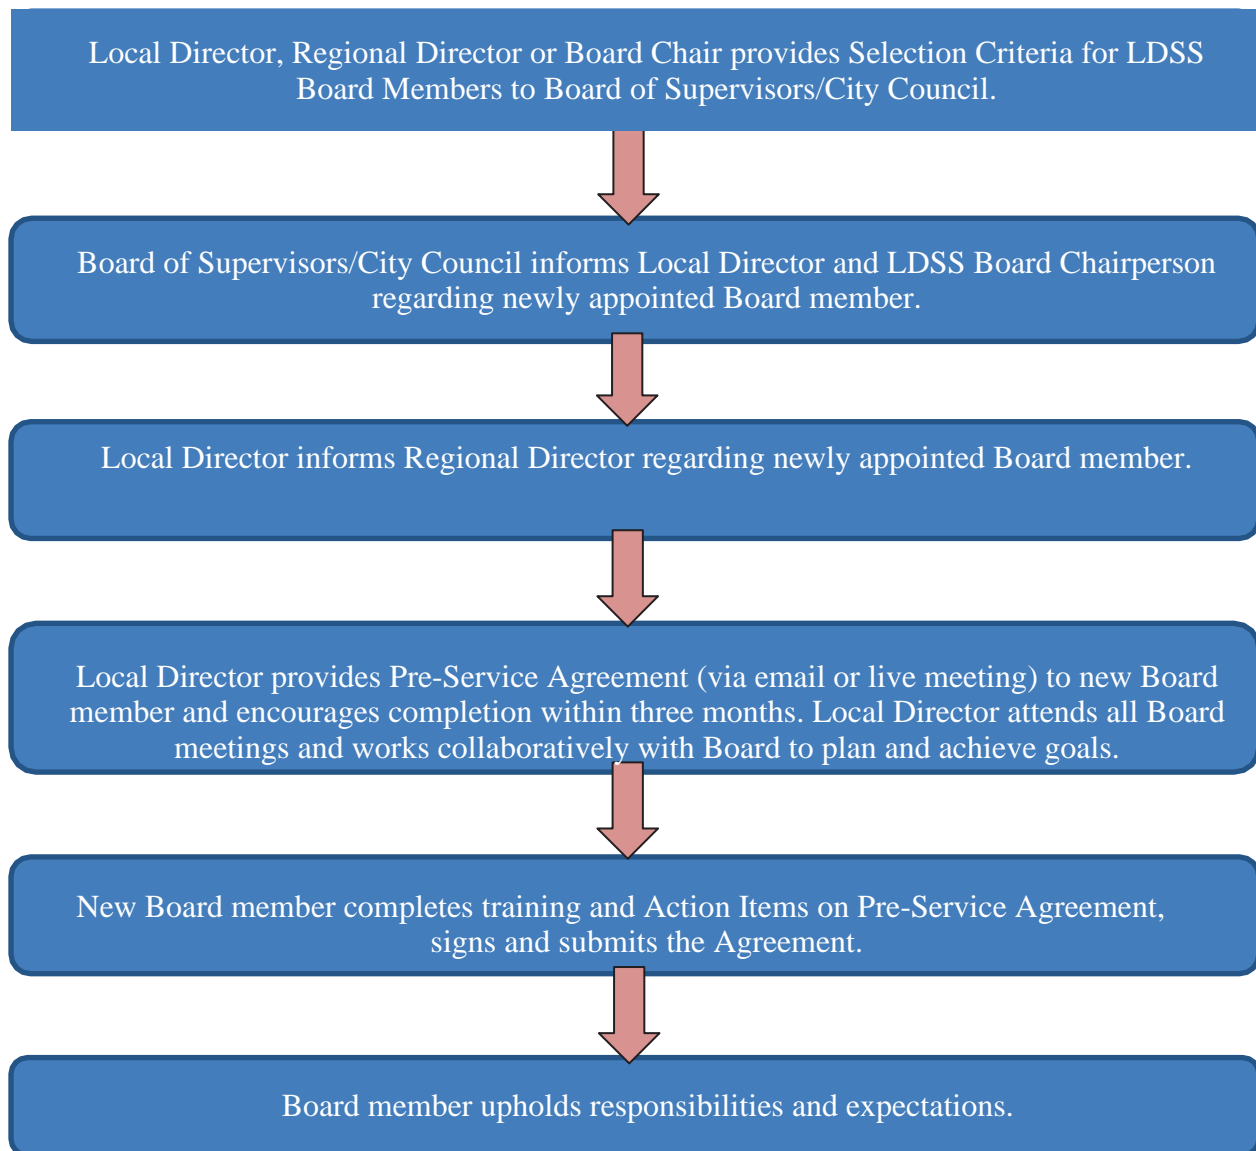 Local Director, Regional Director or Board Chair provides Selection Criteria for LDSS
Board Members to Board of Supervisors/City Council.
Board of Supervisors/City Council informs Local Director and LDSS Board Chairperson
regarding newly appointed Board member.
Local Director informs Regional Director regarding newly appointed Board member.
Local Director provides Pre-Service Agreement (via email or live meeting) to new Board
member and encourages completion within three months. Local Director attends all Board
meetings and works collaboratively with Board to plan and achieve goals.
New Board member completes training and Action Items on Pre-Service Agreement,
signs and submits the Agreement.
Board member upholds responsibilities and expectations.